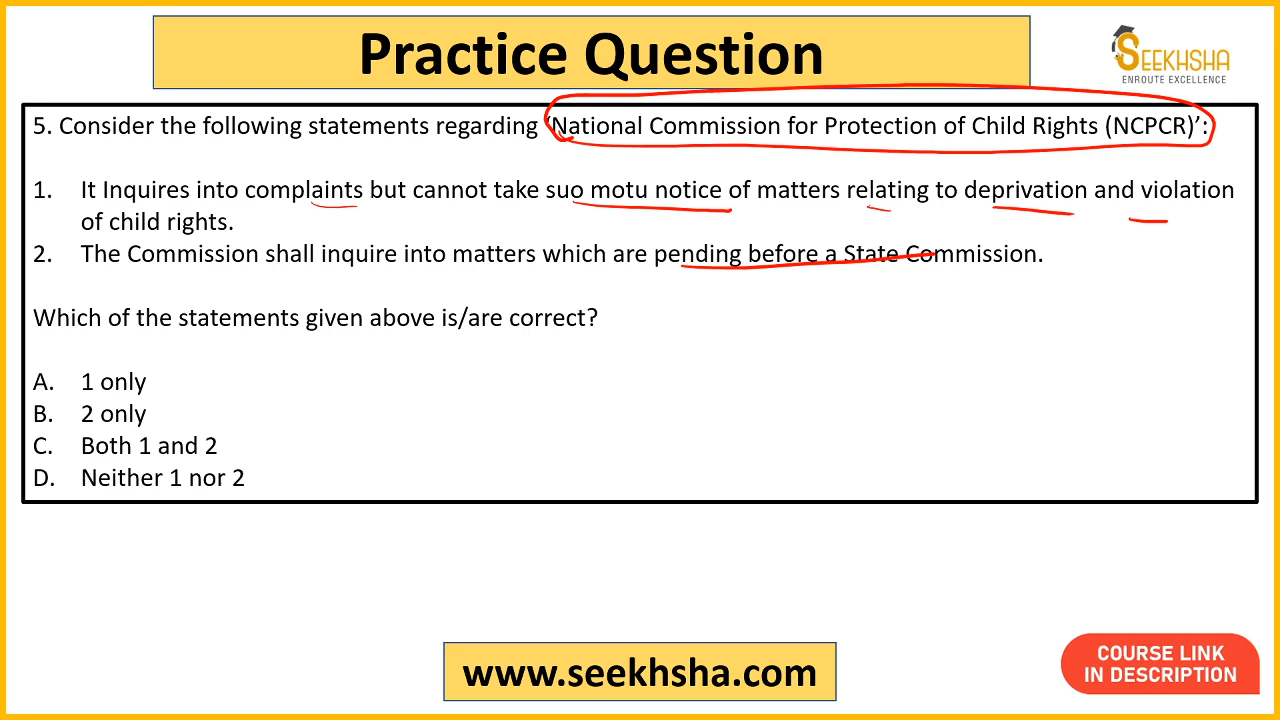 Practice Question
SEEKHSHA
ENROUTE EXCELLENCE
5. Consider the following statements regarding ‘National Commission for Protection of Child Rights (NCPCR)’:
1. It Inquires into complaints but cannot take suo motu notice of matters relating to deprivation and violation
of child rights.
2. The Commission shall inquire into matters which are pending before a State Commission.
Which of the statements given above is/are correct?
A. 1 only
B. 2 only
C. Both 1 and 2
D. Neither 1 nor 2
www.seekhsha.com
COURSE LINK
IN DESCRIPTION